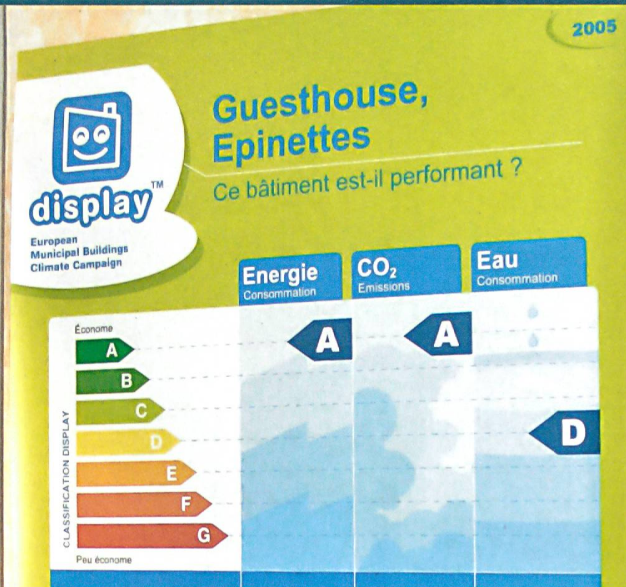 2005
Guesthouse,
Epinettes
Ce bâtiment est-il performant ?
display™
European
Municipal Buildings
Climate Campaign
Energie
Consommation
CO₂
Emissions
Eau
Consommation
Économe
A
B
C
D
E
F
G
Peu économe
CLASSIFICATION DISPLAY
A
A
D